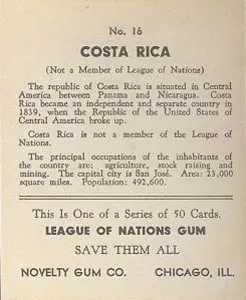 No. 16
COSTA RICA
(Not a Member of League of Nations)
The republic of Costa Rica is situated in Central
America between Panama and Nicaragua. Costa
Rica became an independent and separate country in
1839, when the Republic of the United States of
Central America broke up.
Costa Rica is not a member of the League of
Nations.
The principal occupations of the inhabitants of
the country are: agriculture, stock raising and
mining. The capital city is San José. Area: 23,000
square miles. Population: 492,600.
This Is One of a Series of 50 Cards.
LEAGUE OF NATIONS GUM
SAVE THEM ALL
NOVELTY GUM CO. CHICAGO, ILL.